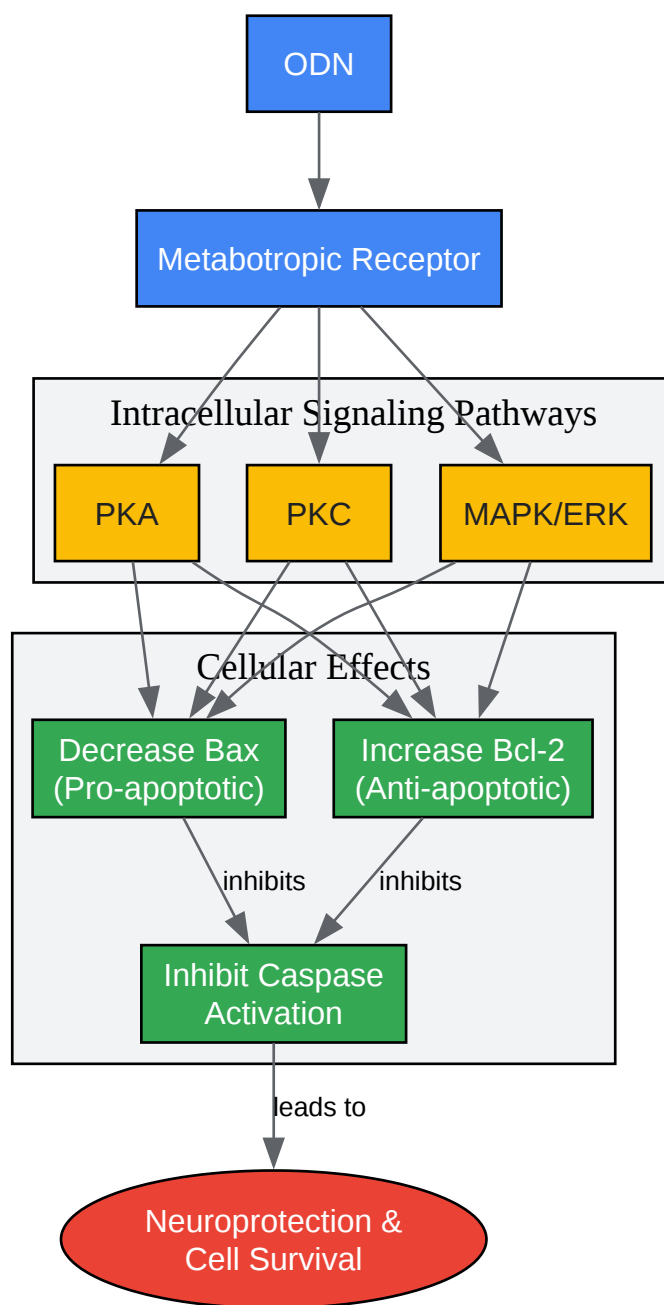 ODN
Metabotropic Receptor
Intracellular Signaling Pathways
PKA
PKC
MAPK/ERK
Cellular Effects
Decrease Bax
(Pro-apoptotic)
Increase Bcl-2
(Anti-apoptotic)
inhibits
inhibits
Inhibit Caspase
Activation
leads to
Neuroprotection &
Cell Survival